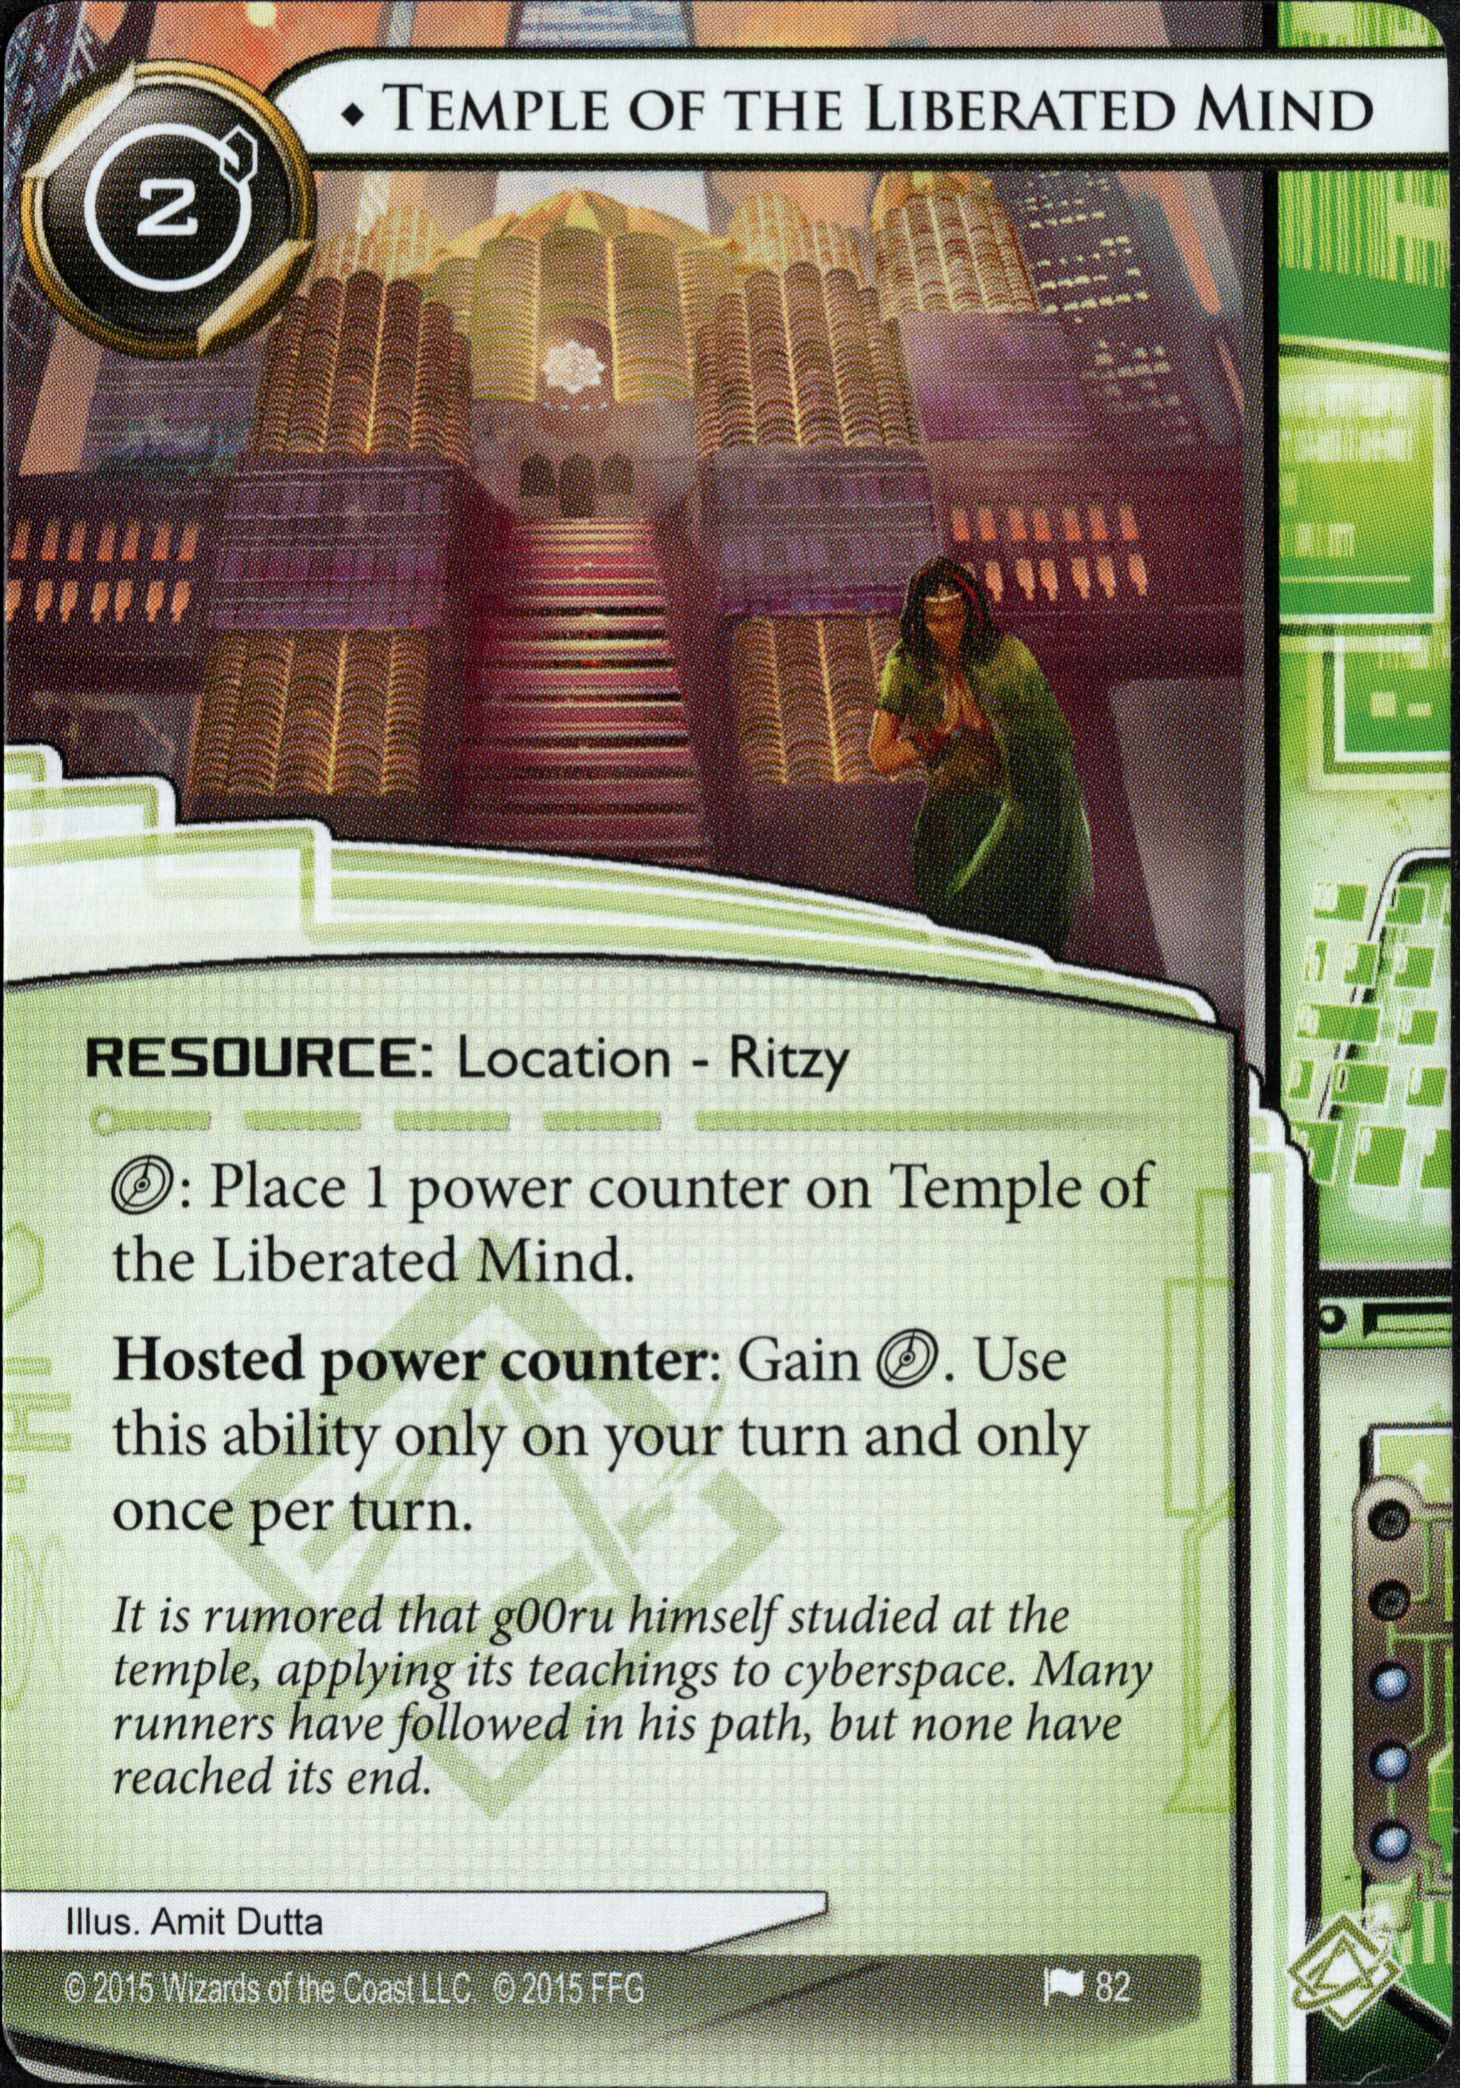 2
◆ TEMPLE OF THE LIBERATED MIND
RESOURCE: Location - Ritzy
: Place 1 power counter on Temple of
the Liberated Mind.
Hosted power counter: Gain . Use
this ability only on your turn and only
once per turn.
It is rumored that g00ru himself studied at the
temple, applying its teachings to cyberspace. Many
runners have followed in his path, but none have
reached its end.
Illus. Amit Dutta
© 2015 Wizards of the Coast LLC. © 2015 FFG
82